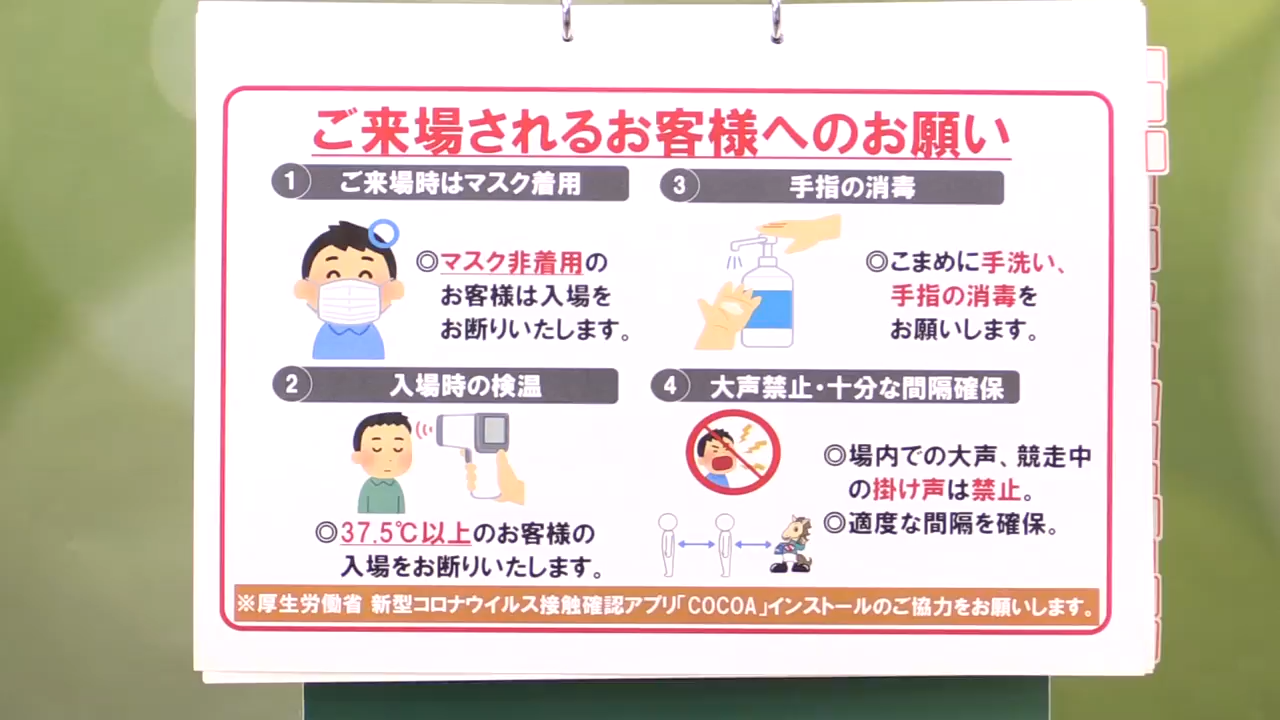 ご来場されるお客様へのお願い
1 ご来場時はマスク着用
◎マスク非着用の
お客様は入場を
お断りいたします。
2 入場時の検温
◎37.5℃以上のお客様の
入場をお断りいたします。
3 手指の消毒
◎こまめに手洗い、
手指の消毒を
お願いします。
4 大声禁止・十分な間隔確保
◎場内での大声、競走中
の掛け声は禁止。
◎適度な間隔を確保。
※厚生労働省 新型コロナウイルス接触確認アプリ「COCOA」インストールのご協力をお願いします。